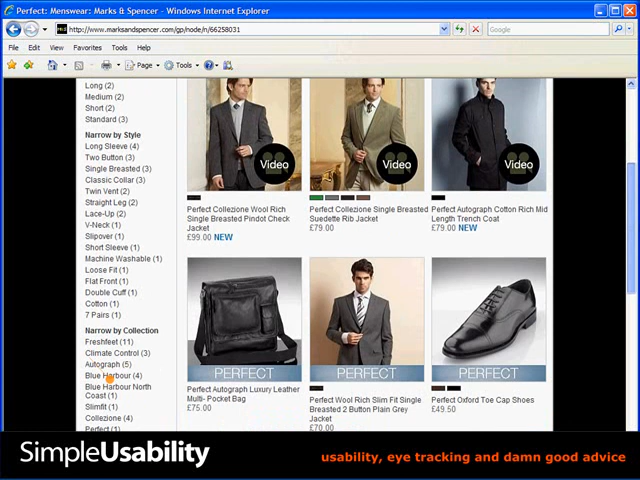 Perfect: Menswear: Marks & Spencer - Windows Internet Explorer
http://www.marksandspencer.com/gp/node/n/66258031
Google
File Edit View Favorites Tools Help
Page Tools
Long (2)
Medium (2)
Short (2)
Standard (3)
Narrow by Style
Long Sleeve (4)
Two Button (3)
Single Breasted (3)
Classic Collar (3)
Twin Vent (2)
Straight Leg (2)
Lace-Up (2)
V-Neck (1)
Slipover (1)
Short Sleeve (1)
Machine Washable (1)
Loose Fit (1)
Flat Front (1)
Double Cuff (1)
Cotton (1)
7 Pairs (1)
Narrow by Collection
Freshfeet (11)
Climate Control (3)
Autograph (5)
Blue Harbour (4)
Blue Harbour North
Coast (1)
Slimfit (1)
Collezione (4)
Perfect (1)
Video
Video
Video
Perfect Collezione Wool Rich
Single Breasted Pindot Check
Jacket
£99.00 NEW
Perfect Collezione Single Breasted
Suedette Rib Jacket
£79.00
Perfect Autograph Cotton Rich Mid
Length Trench Coat
£79.00 NEW
PERFECT
PERFECT
PERFECT
Perfect Autograph Luxury Leather
Multi- Pocket Bag
£75.00
Perfect Wool Rich Slim Fit Single
Breasted 2 Button Plain Grey
Jacket
£70.00
Perfect Oxford Toe Cap Shoes
£49.50
SimpleUsability
usability, eye tracking and damn good advice